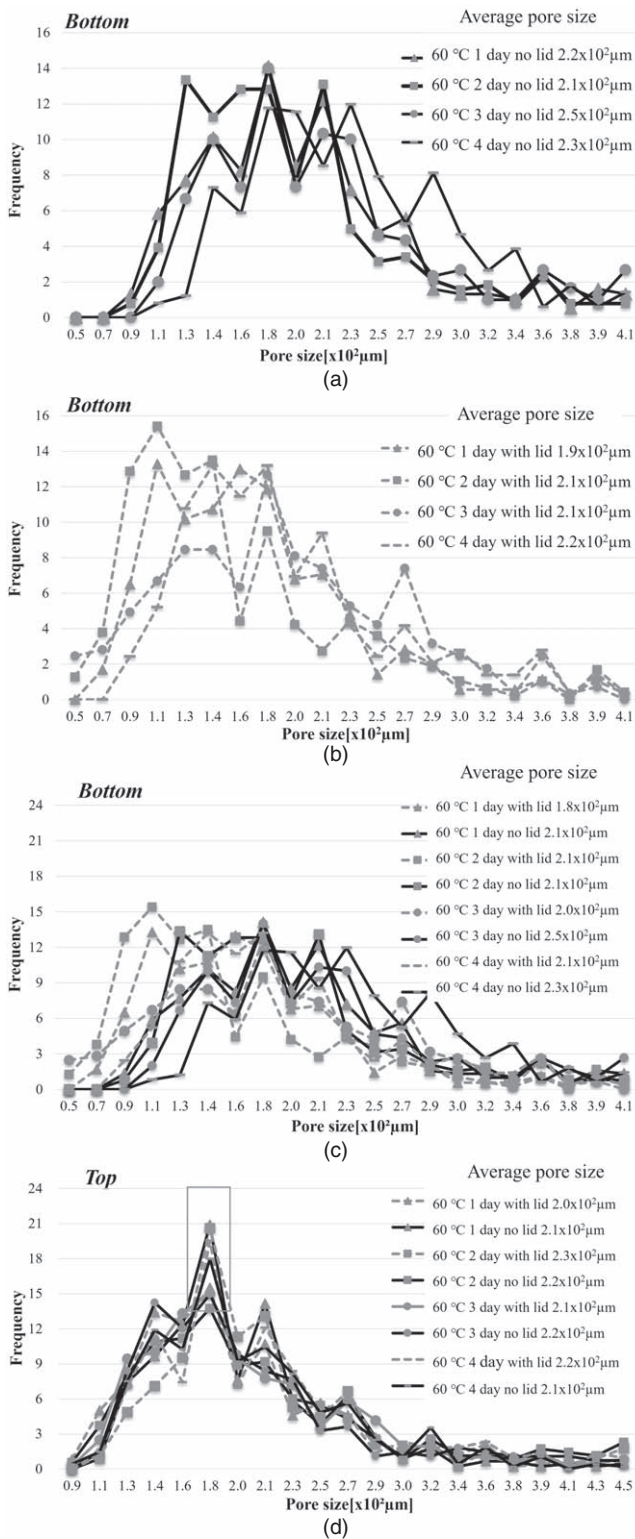 Bottom
Average pore size
60 °C 1 day no lid 2.2x10²µm
60 °C 2 day no lid 2.1x10²µm
60 °C 3 day no lid 2.5x10²µm
60 °C 4 day no lid 2.3x10²µm
16
14
12
10
8
6
4
2
0
Frequency
0.5 0.7 0.9 1.1 1.3 1.4 1.6 1.8 2.0 2.1 2.3 2.5 2.7 2.9 3.0 3.2 3.4 3.6 3.8 3.9 4.1
Pore size[x10²µm]
(a)
Bottom
Average pore size
60 °C 1 day with lid 1.9x10²µm
60 °C 2 day with lid 2.1x10²µm
60 °C 3 day with lid 2.1x10²µm
60 °C 4 day with lid 2.2x10²µm
16
14
12
10
8
6
4
2
0
Frequency
0.5 0.7 0.9 1.1 1.3 1.4 1.6 1.8 2.0 2.1 2.3 2.5 2.7 2.9 3.0 3.2 3.4 3.6 3.8 3.9 4.1
Pore size[x10²µm]
(b)
Bottom
Average pore size
60 °C 1 day with lid 1.8x10²µm
60 °C 1 day no lid 2.1x10²µm
60 °C 2 day with lid 2.1x10²µm
60 °C 2 day no lid 2.1x10²µm
60 °C 3 day with lid 2.0x10²µm
60 °C 3 day no lid 2.5x10²µm
60 °C 4 day with lid 2.1x10²µm
60 °C 4 day no lid 2.3x10²µm
24
21
18
15
12
9
6
3
0
Frequency
0.5 0.7 0.9 1.1 1.3 1.4 1.6 1.8 2.0 2.1 2.3 2.5 2.7 2.9 3.0 3.2 3.4 3.6 3.8 3.9 4.1
Pore size[x10²µm]
(c)
Top
Average pore size
60 °C 1 day with lid 2.0x10²µm
60 °C 1 day no lid 2.1x10²µm
60 °C 2 day with lid 2.3x10²µm
60 °C 2 day no lid 2.2x10²µm
60 °C 3 day with lid 2.1x10²µm
60 °C 3 day no lid 2.2x10²µm
60 °C 4 day with lid 2.2x10²µm
60 °C 4 day no lid 2.1x10²µm
24
21
18
15
12
9
6
3
0
Frequency
0.9 1.1 1.3 1.4 1.6 1.8 2.0 2.1 2.3 2.5 2.7 2.9 3.0 3.2 3.4 3.6 3.8 3.9 4.1 4.3 4.5
Pore size[x10²µm]
(d)